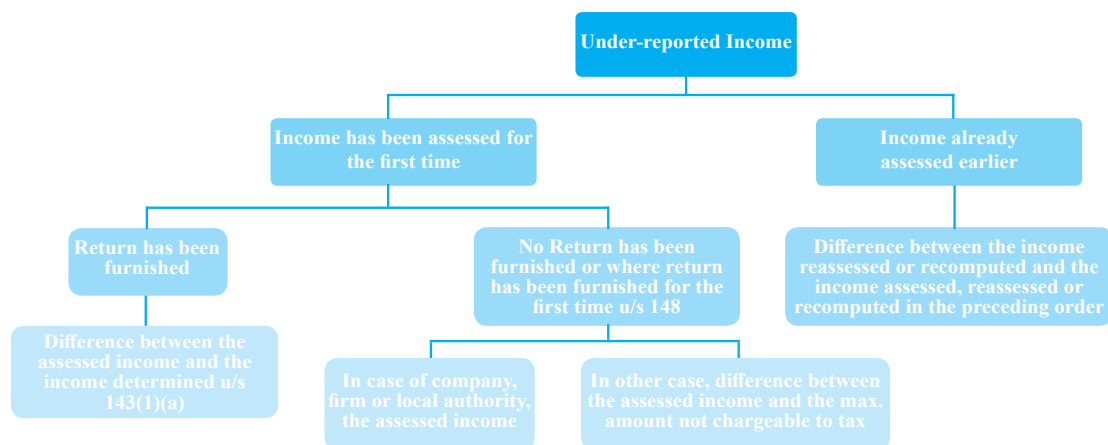 Under-reported Income
Income has been assessed for
the first time
Income already
assessed earlier
Return has been
furnished
No Return has been
furnished or where return
has been furnished for the
first time u/s 148
Difference between the income
reassessed or recomputed and the
income assessed, reassessed or
recomputed in the preceding order
Difference between the
assessed income and the
income determined u/s
143(1)(a)
In case of company,
firm or local authority,
the assessed income
In other case, difference between
the assessed income and the max.
amount not chargeable to tax